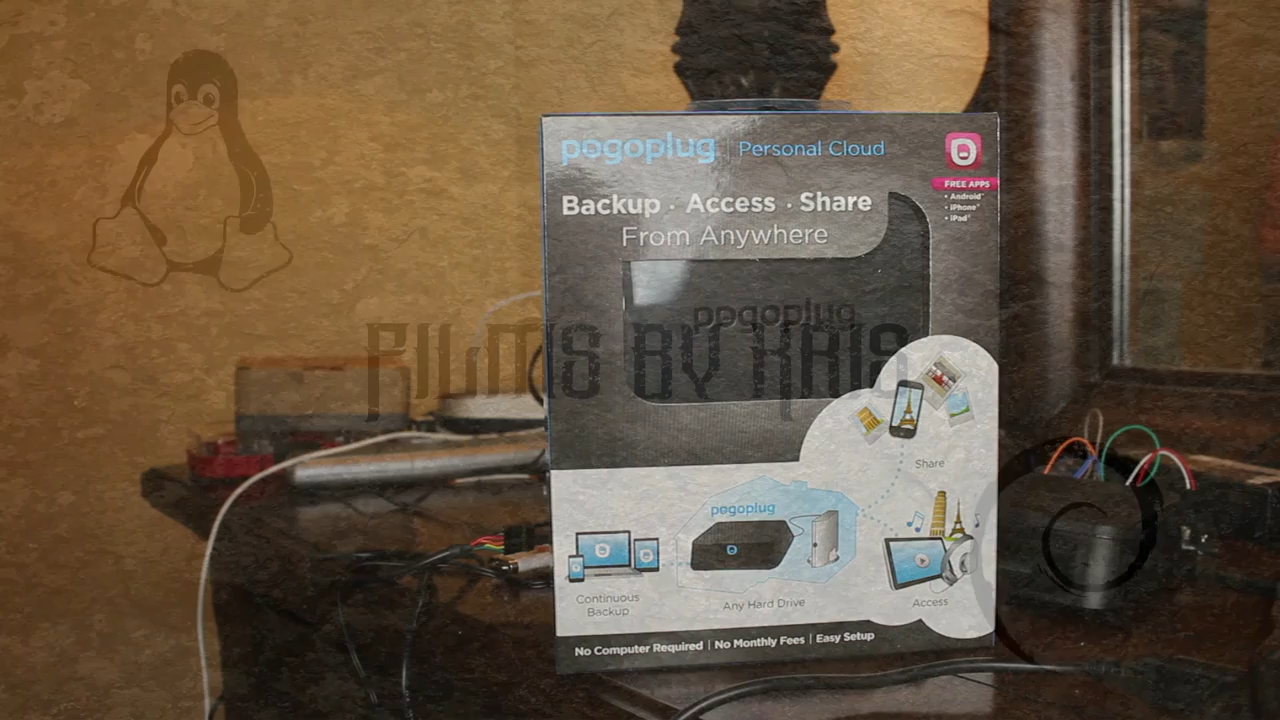 pogoplug | Personal Cloud
FREE APPS
• Android™
• iPhone®
• iPad®
Backup · Access · Share
From Anywhere
pogoplug
FILMS BY KRIS
Share
pogoplug
Continuous
Backup
Any Hard Drive
Access
No Computer Required | No Monthly Fees | Easy Setup